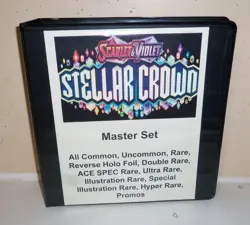 SCARLET & VIOLET
STELLAR CROWN
Master Set
All Common, Uncommon, Rare,
Reverse Holo Foil, Double Rare,
ACE SPEC Rare, Ultra Rare,
Illustration Rare, Special
Illustration Rare, Hyper Rare,
Promos